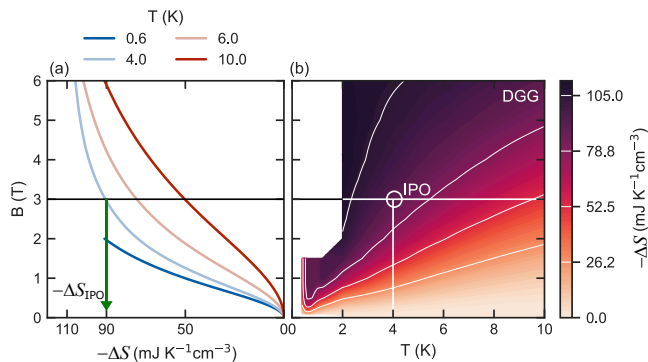 T (K)
0.6
6.0
4.0
10.0
(a)
(b)
6
5
4
3
2
1
0
B (T)
−ΔS_IPO
110
90
50
0
−ΔS (mJ K⁻¹cm⁻³)
DGG
IPO
0
2
4
6
8
10
T (K)
105.0
78.8
52.5
26.2
0.0
−ΔS (mJ K⁻¹cm⁻³)